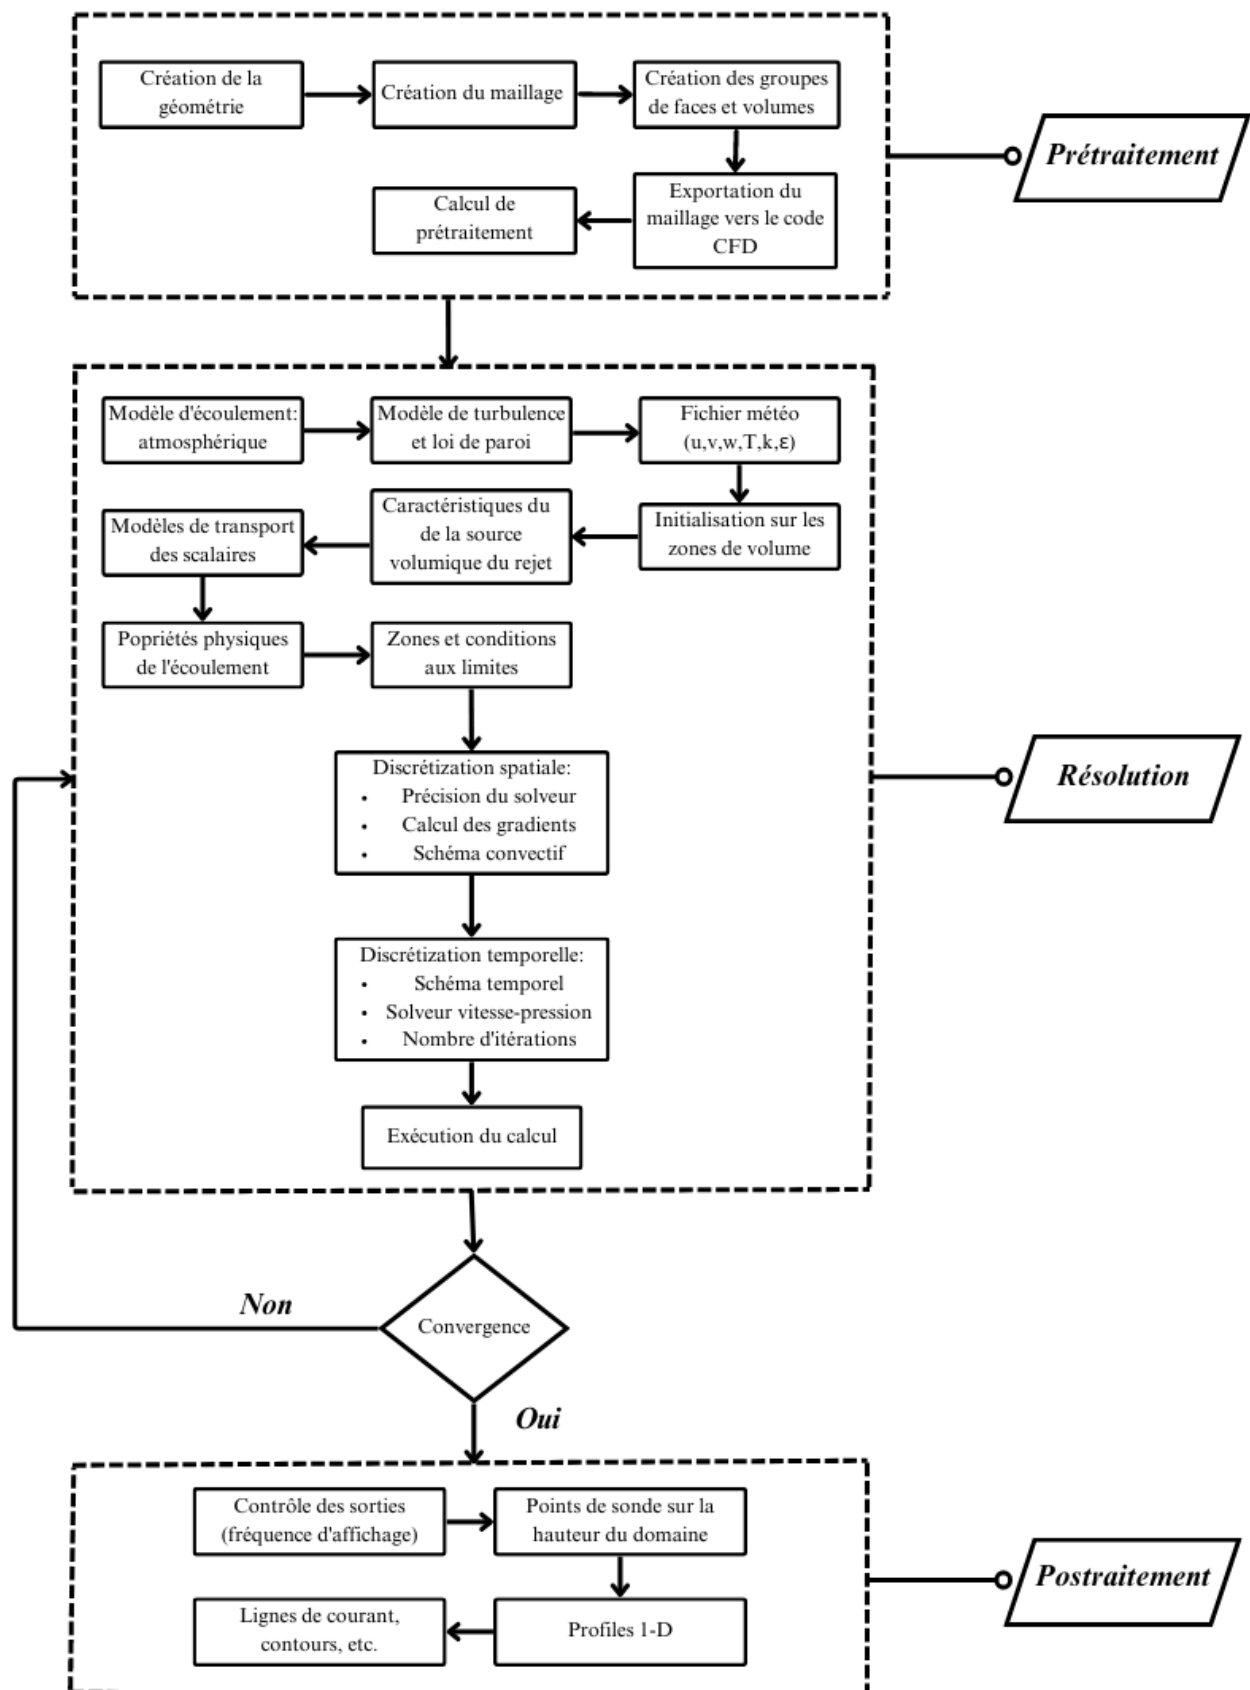 Création de la
géométrie
Création du maillage
Création des groupes
de faces et volumes
Prétraitement
Calcul de
prétraitement
Exportation du
maillage vers le code
CFD
Modèle d'écoulement:
atmosphérique
Modèle de turbulence
et loi de paroi
Fichier météo
(u,v,w,T,k,ε)
Modèles de transport
des scalaires
Caractéristiques du
de la source
volumique du rejet
Initialisation sur les
zones de volume
Popriétés physiques
de l'écoulement
Zones et conditions
aux limites
Discrétization spatiale:
• Précision du solveur
• Calcul des gradients
• Schéma convectif
Résolution
Discrétization temporelle:
• Schéma temporel
• Solveur vitesse-pression
• Nombre d'itérations
Exécution du calcul
Non
Convergence
Oui
Contrôle des sorties
(fréquence d'affichage)
Points de sonde sur la
hauteur du domaine
Postraitement
Lignes de courant,
contours, etc.
Profiles 1-D